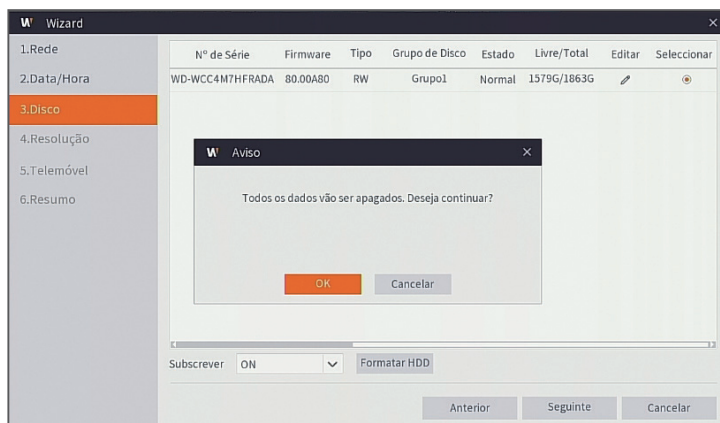 W Wizard
1.Rede
2.Data/Hora
3.Disco
4.Resolução
5.Telemóvel
6.Resumo
Nº de Série Firmware Tipo Grupo de Disco Estado Livre/Total Editar Seleccionar
WD-WCC4M7HFRADA 80.00A80 RW Grupo1 Normal 1579G/1863G
W Aviso
Todos os dados vão ser apagados. Deseja continuar?
OK Cancelar
Subscrever ON Formatar HDD
Anterior Seguinte Cancelar